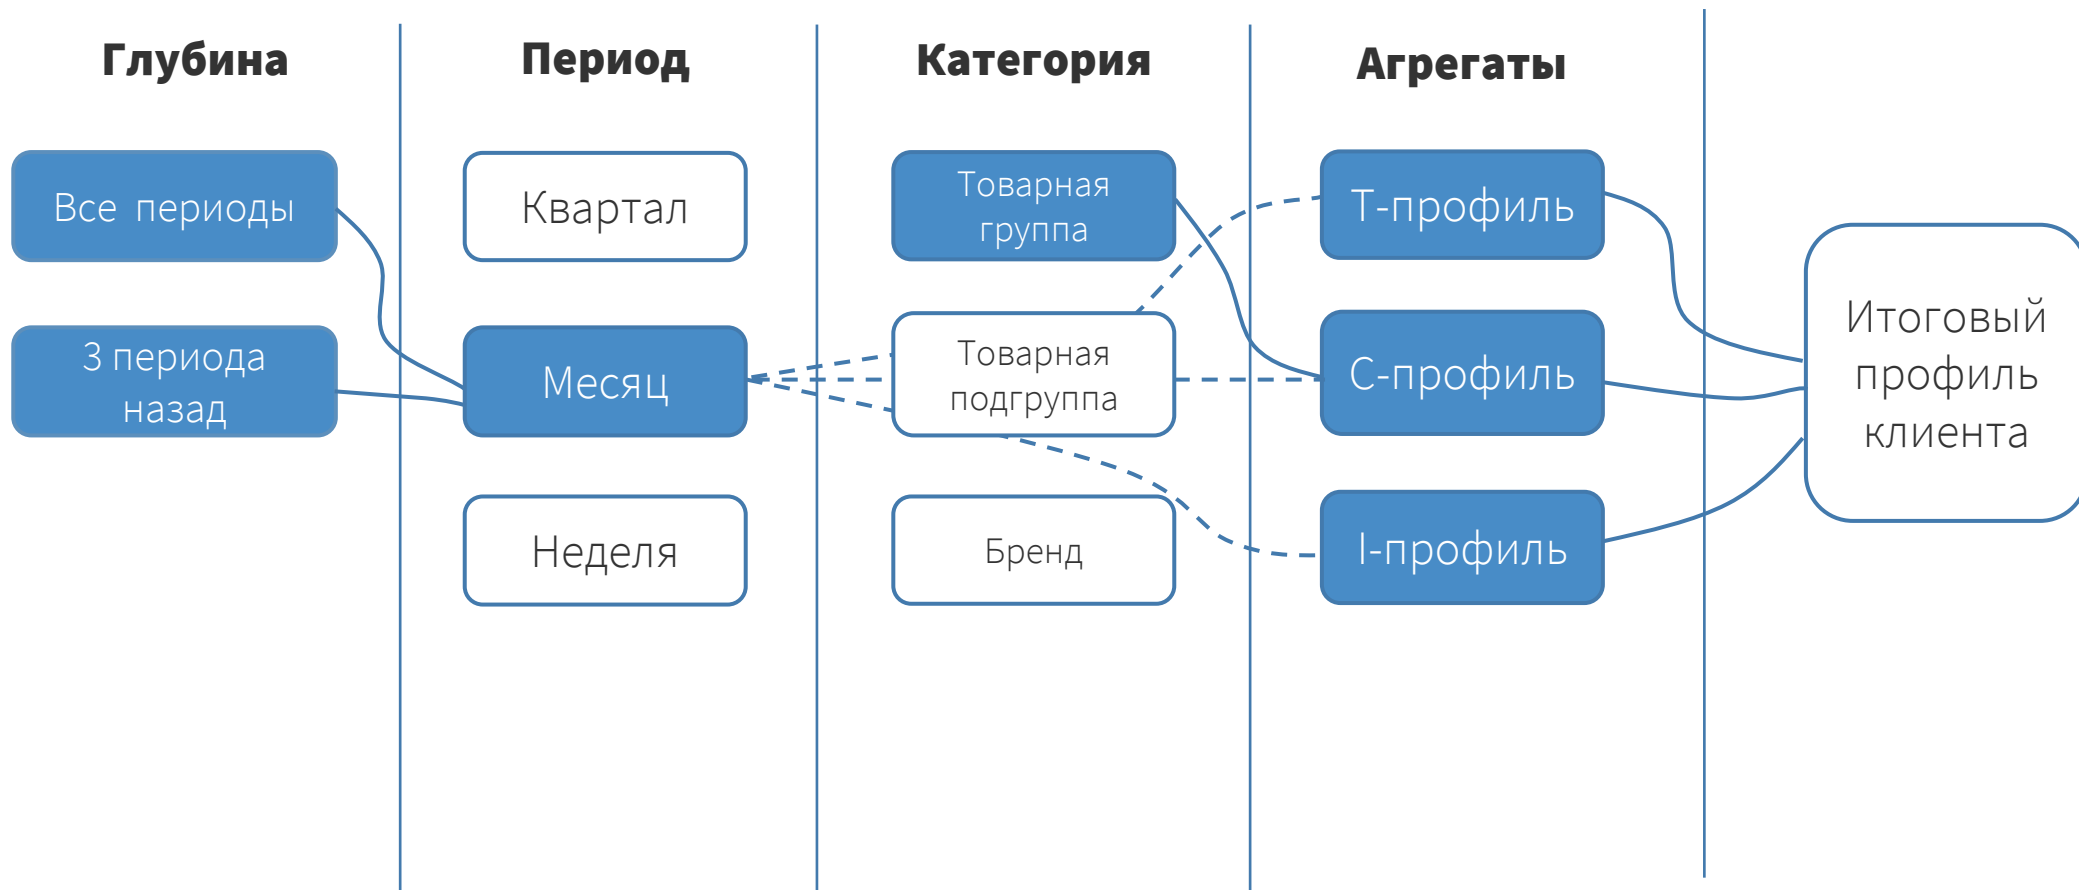 Глубина
Период
Категория
Агрегаты
Все периоды
3 периода
назад
Квартал
Месяц
Неделя
Товарная
группа
Товарная
подгруппа
Бренд
Т-профиль
С-профиль
I-профиль
Итоговый
профиль
клиента